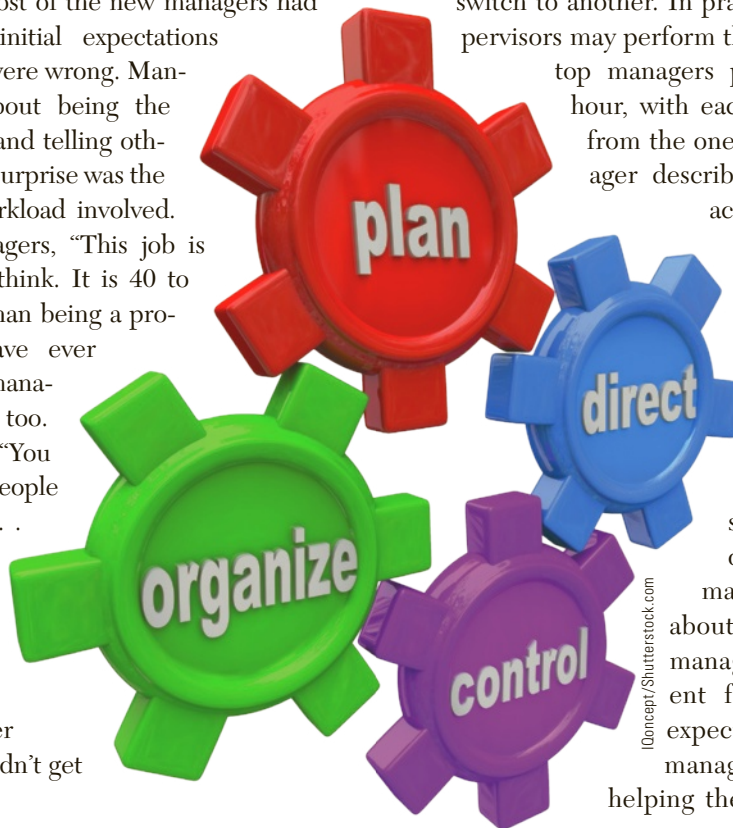 ost of the new managers had
initial expectations
were wrong. Man-
bout being the
and telling oth-
urprise was the
rkload involved.
agers, “This job is
think. It is 40 to
han being a pro-
ave ever
mana-
too.
“You
eople
. .
er
dn’t get
plan
direct
organize
control
IQoncept/Shutterstock.com
switch to another. In pra
pervisors may perform th
top managers p
hour, with eac
from the one
ager describ
ac
s
o
ma
about
manag
ent f
expec
manag
helping the